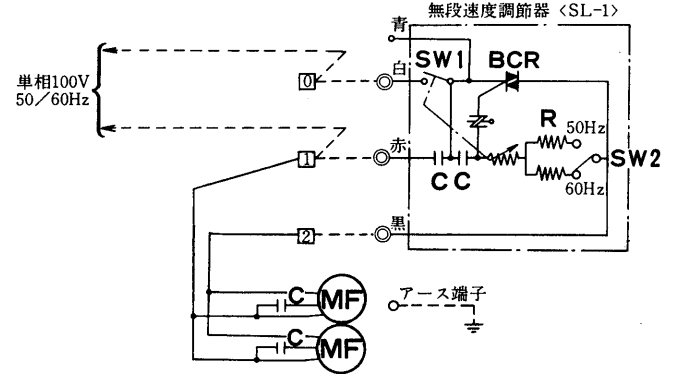 無段速度調節器〈SL-1〉
青
白
SW1
BCR
単相100V
50/60Hz
0
R
50Hz
赤
1
C C
SW2
60Hz
黒
2
C
MF
アース端子
C
MF